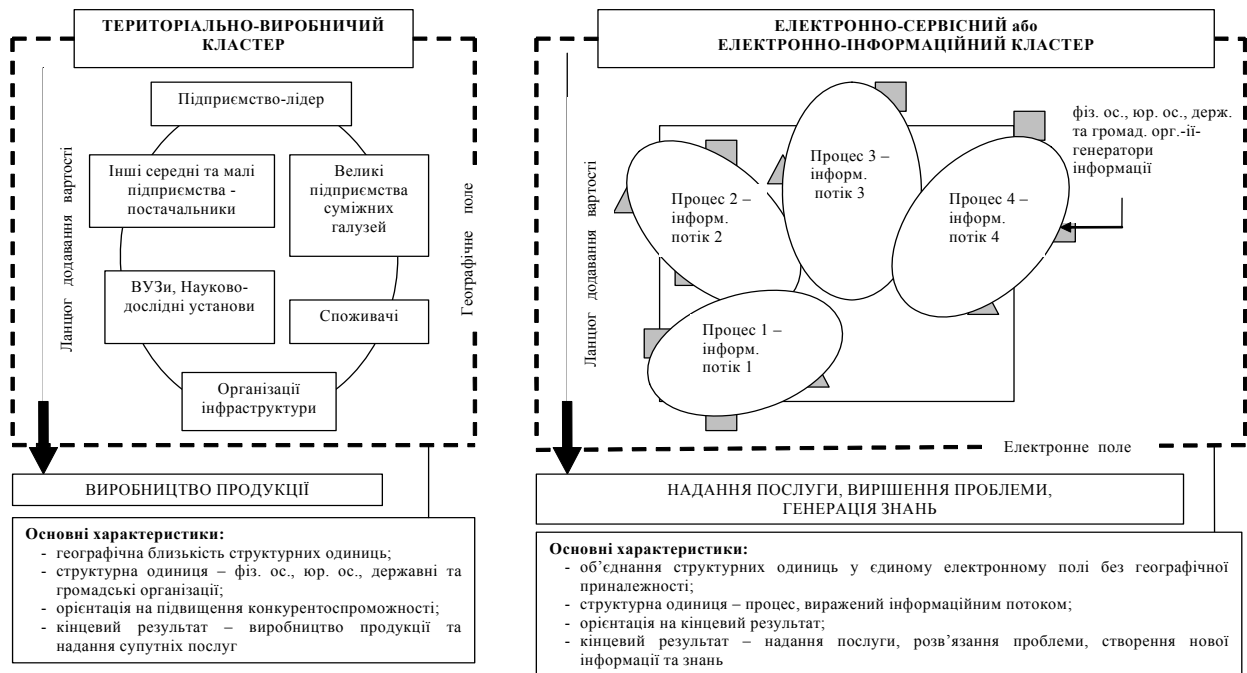 ТЕРИТОРІАЛЬНО-ВИРОБНИЧИЙ
КЛАСТЕР
Ланцюг додавання вартості
Підприємство-лідер
Інші середні та малі
підприємства -
постачальники
Великі
підприємства
суміжних
галузей
ВУЗи, Науково-
дослідні установи
Споживачі
Організації
інфраструктури
Географічне поле
ВИРОБНИЦТВО ПРОДУКЦІЇ
Основні характеристики:
- географічна близькість структурних одиниць;
- структурна одиниця – фіз. ос., юр. ос., державні та
громадські організації;
- орієнтація на підвищення конкурентоспроможності;
- кінцевий результат – виробництво продукції та
надання супутніх послуг
ЕЛЕКТРОННО-СЕРВІСНИЙ або
ЕЛЕКТРОННО-ІНФОРМАЦІЙНИЙ КЛАСТЕР
Ланцюг додавання вартості
Процес 3 –
інформ.
потік 3
Процес 2 –
інформ.
потік 2
Процес 4 –
інформ.
потік 4
Процес 1 –
інформ.
потік 1
фіз. ос., юр. ос., держ.
та громад. орг.-ії-
генератори
інформації
Електронне поле
НАДАННЯ ПОСЛУГИ, ВИРІШЕННЯ ПРОБЛЕМИ,
ГЕНЕРАЦІЯ ЗНАНЬ
Основні характеристики:
- об’єднання структурних одиниць у єдиному електронному полі без географічної
приналежності;
- структурна одиниця – процес, виражений інформаційним потоком;
- орієнтація на кінцевий результат;
- кінцевий результат – надання послуги, розв’язання проблеми, створення нової
інформації та знань